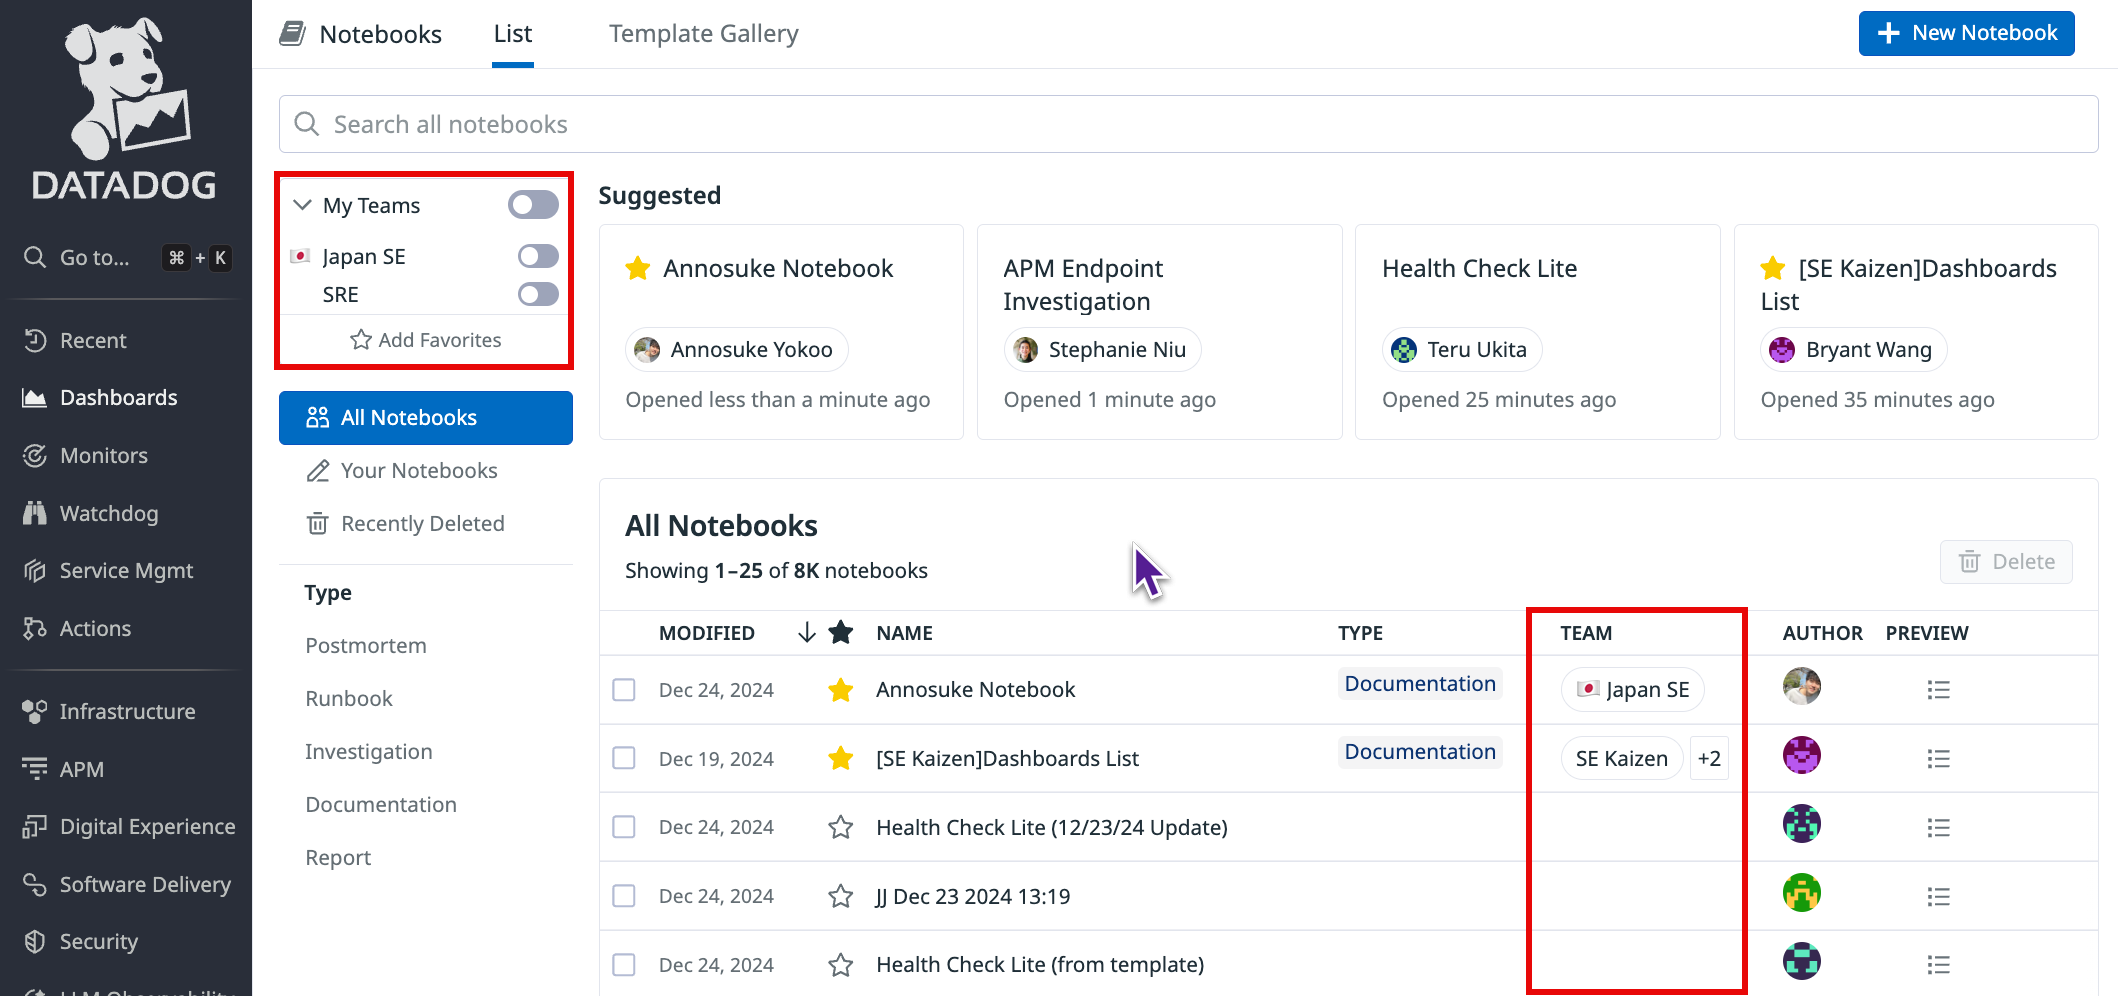 DATADOG
Go to... ⌘ + K
Recent
Dashboards
Monitors
Watchdog
Service Mgmt
Actions
Infrastructure
APM
Digital Experience
Software Delivery
Security
LLM Observability
Notebooks List Template Gallery
+ New Notebook
Search all notebooks
My Teams
Japan SE
SRE
Add Favorites
All Notebooks
Your Notebooks
Recently Deleted
Type
Postmortem
Runbook
Investigation
Documentation
Report
Suggested
Annosuke Notebook
Annosuke Yokoo
Opened less than a minute ago
APM Endpoint
Investigation
Stephanie Niu
Opened 1 minute ago
Health Check Lite
Teru Ukita
Opened 25 minutes ago
[SE Kaizen]Dashboards
List
Bryant Wang
Opened 35 minutes ago
All Notebooks
Showing 1–25 of 8K notebooks
Delete
MODIFIED NAME TYPE TEAM AUTHOR PREVIEW
Dec 24, 2024 Annosuke Notebook Documentation Japan SE
Dec 19, 2024 [SE Kaizen]Dashboards List Documentation SE Kaizen +2
Dec 24, 2024 Health Check Lite (12/23/24 Update)
Dec 24, 2024 JJ Dec 23 2024 13:19
Dec 24, 2024 Health Check Lite (from template)